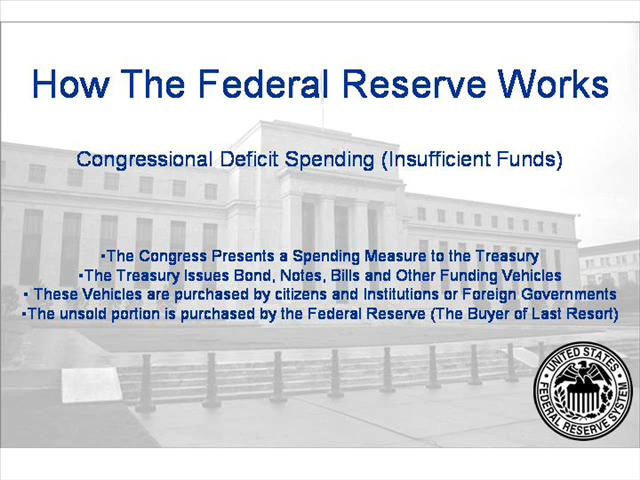 How The Federal Reserve Works
Congressional Deficit Spending (Insufficient Funds)
•The Congress Presents a Spending Measure to the Treasury
•The Treasury Issues Bond, Notes, Bills and Other Funding Vehicles
• These Vehicles are purchased by citizens and Institutions or Foreign Governments
•The unsold portion is purchased by the Federal Reserve (The Buyer of Last Resort)
UNITED STATES
FEDERAL RESERVE SYSTEM